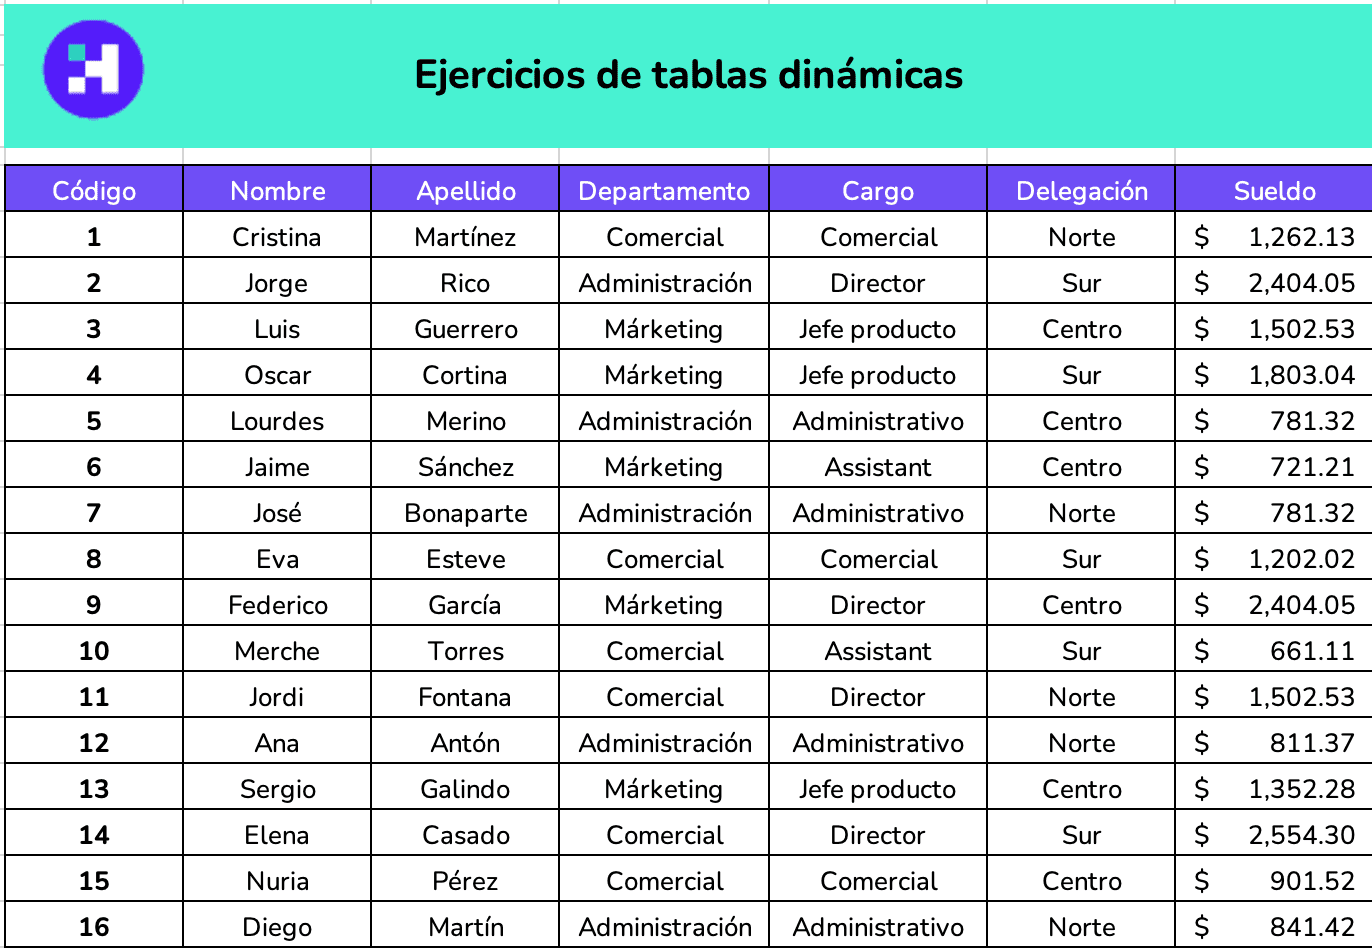 Ejercicios de tablas dinámicas
Código Nombre Apellido Departamento Cargo Delegación Sueldo
1 Cristina Martínez Comercial Comercial Norte $ 1,262.13
2 Jorge Rico Administración Director Sur $ 2,404.05
3 Luis Guerrero Márketing Jefe producto Centro $ 1,502.53
4 Oscar Cortina Márketing Jefe producto Sur $ 1,803.04
5 Lourdes Merino Administración Administrativo Centro $ 781.32
6 Jaime Sánchez Márketing Assistant Centro $ 721.21
7 José Bonaparte Administración Administrativo Norte $ 781.32
8 Eva Esteve Comercial Comercial Sur $ 1,202.02
9 Federico García Márketing Director Centro $ 2,404.05
10 Merche Torres Comercial Assistant Sur $ 661.11
11 Jordi Fontana Comercial Director Norte $ 1,502.53
12 Ana Antón Administración Administrativo Norte $ 811.37
13 Sergio Galindo Márketing Jefe producto Centro $ 1,352.28
14 Elena Casado Comercial Director Sur $ 2,554.30
15 Nuria Pérez Comercial Comercial Centro $ 901.52
16 Diego Martín Administración Administrativo Norte $ 841.42